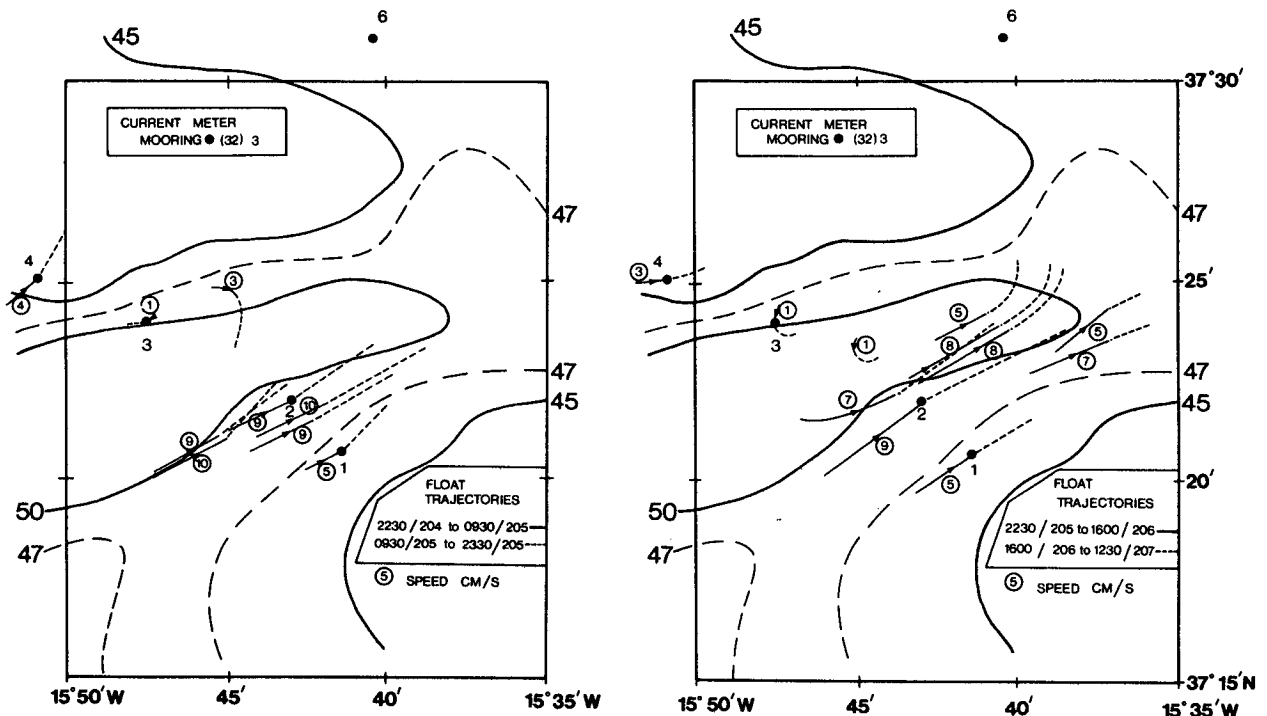 6
45
CURRENT METER
MOORING ● (32) 3
47
4
③
④
①
3
47
45
2
⑩
⑨
⑨
⑨
⑩
1
⑤
50
47
FLOAT
TRAJECTORIES
2230/204 to 0930/205
0930/205 to 2330/205
⑤ SPEED CM/S
15°50'W 45' 40' 15°35'W
6
45
37°30'
CURRENT METER
MOORING ● (32) 3
47
4
③
25'
①
3
①
⑤
⑤
⑧
⑧
⑦
47
⑦
45
2
⑨
1
⑤
20'
50
47
FLOAT
TRAJECTORIES
2230/205 to 1600/206
1600/206 to 1230/207
⑤ SPEED CM/S
37°15'N
15°50'W 45' 40' 15°35'W